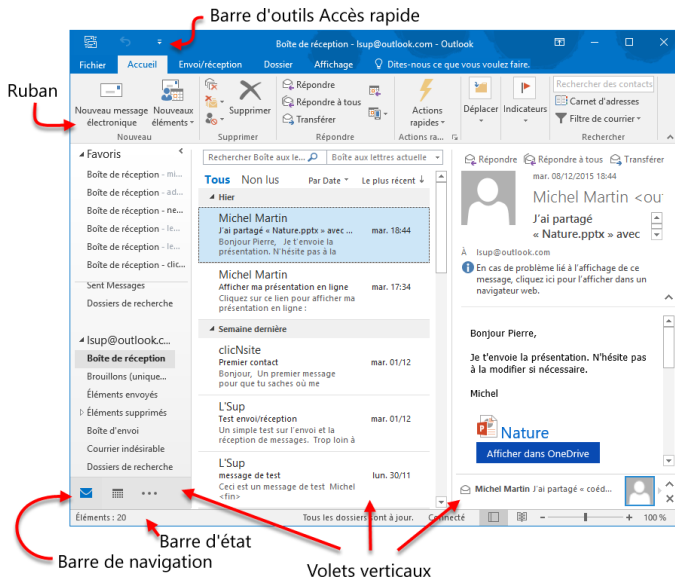 Barre d'outils Accès rapide
Boîte de réception - lsup@outlook.com - Outlook
Fichier Accueil Envoi/réception Dossier Affichage Dites-nous ce que vous voulez faire.
Ruban
Nouveau message électronique
Nouveaux éléments
Supprimer
Répondre
Répondre à tous
Transférer
Actions rapides
Déplacer
Indicateurs
Rechercher des contacts
Carnet d'adresses
Filtre de courrier
Nouveau Supprimer Répondre Actions ra... Rechercher
Favoris
Boîte de réception - mi...
Boîte de réception - ad...
Boîte de réception - ne...
Boîte de réception - le...
Boîte de réception - le...
Boîte de réception - clic...
Sent Messages
Dossiers de recherche
lsup@outlook.c...
Boîte de réception
Brouillons (unique...
Éléments envoyés
Éléments supprimés
Boîte d'envoi
Courrier indésirable
Dossiers de recherche
Rechercher Boîte aux le... Boîte aux lettres actuelle
Tous Non lus Par Date Le plus récent ↓
Hier
Michel Martin
J'ai partagé « Nature.pptx » avec ... mar. 18:44
Bonjour Pierre, Je t'envoie la
présentation. N'hésite pas à la
Michel Martin
Afficher ma présentation en ligne mar. 17:34
Cliquez sur ce lien pour afficher ma
présentation en ligne :
Semaine dernière
clicNsite
Premier contact mar. 01/12
Bonjour, Un premier message
pour que tu saches où me
L'Sup
Test envoi/réception mar. 01/12
Un simple test sur l'envoi et la
réception de messages. Trop loin à
L'Sup
message de test lun. 30/11
Ceci est un message de test Michel
<fin>
Répondre Répondre à tous Transférer
mar. 08/12/2015 18:44
Michel Martin <ou
J'ai partagé
« Nature.pptx » avec
À lsup@outlook.com
En cas de problème lié à l'affichage de ce
message, cliquez ici pour l'afficher dans un
navigateur web.
Bonjour Pierre,
Je t'envoie la présentation. N'hésite pas
à la modifier si nécessaire.
Michel
Nature
Afficher dans OneDrive
Michel Martin J'ai partagé « coéd...
Éléments : 20 Tous les dossiers sont à jour. Connecté 100 %
Barre d'état
Barre de navigation
Volets verticaux